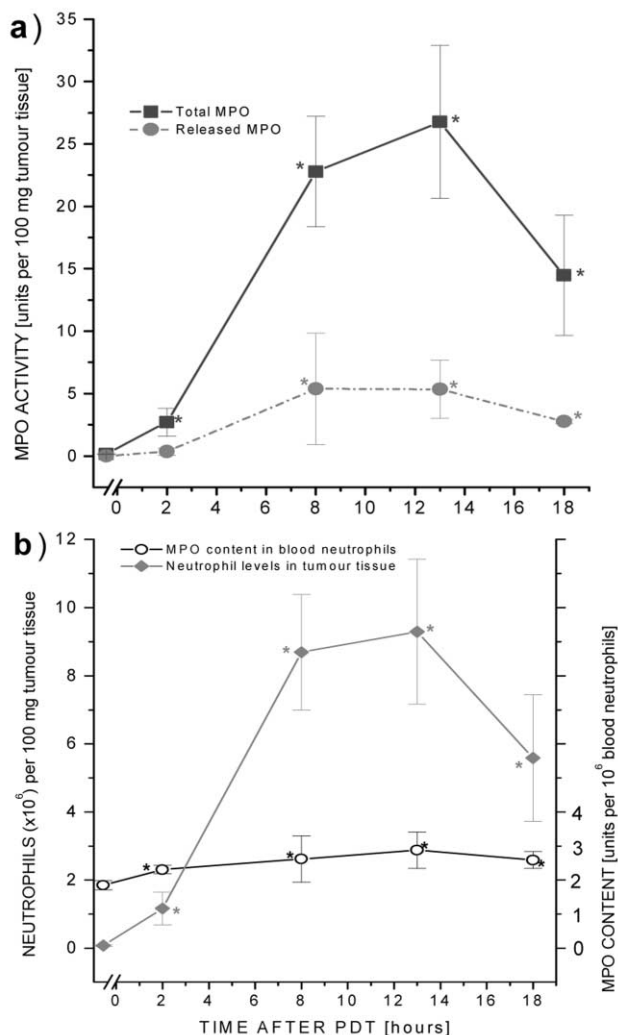 a)
MPO ACTIVITY [units per 100 mg tumour tissue]
35
30
25
20
15
10
5
0
Total MPO
Released MPO
*
*
*
*
*
*
*
0 2 4 6 8 10 12 14 16 18
b)
NEUTROPHILS (x10⁶) per 100 mg tumour tissue
12
10
8
6
4
2
0
MPO content in blood neutrophils
Neutrophil levels in tumour tissue
*
*
*
*
*
*
*
*
4
3
2
1
0
MPO CONTENT [units per 10⁶ blood neutrophils]
0 2 4 6 8 10 12 14 16 18
TIME AFTER PDT [hours]